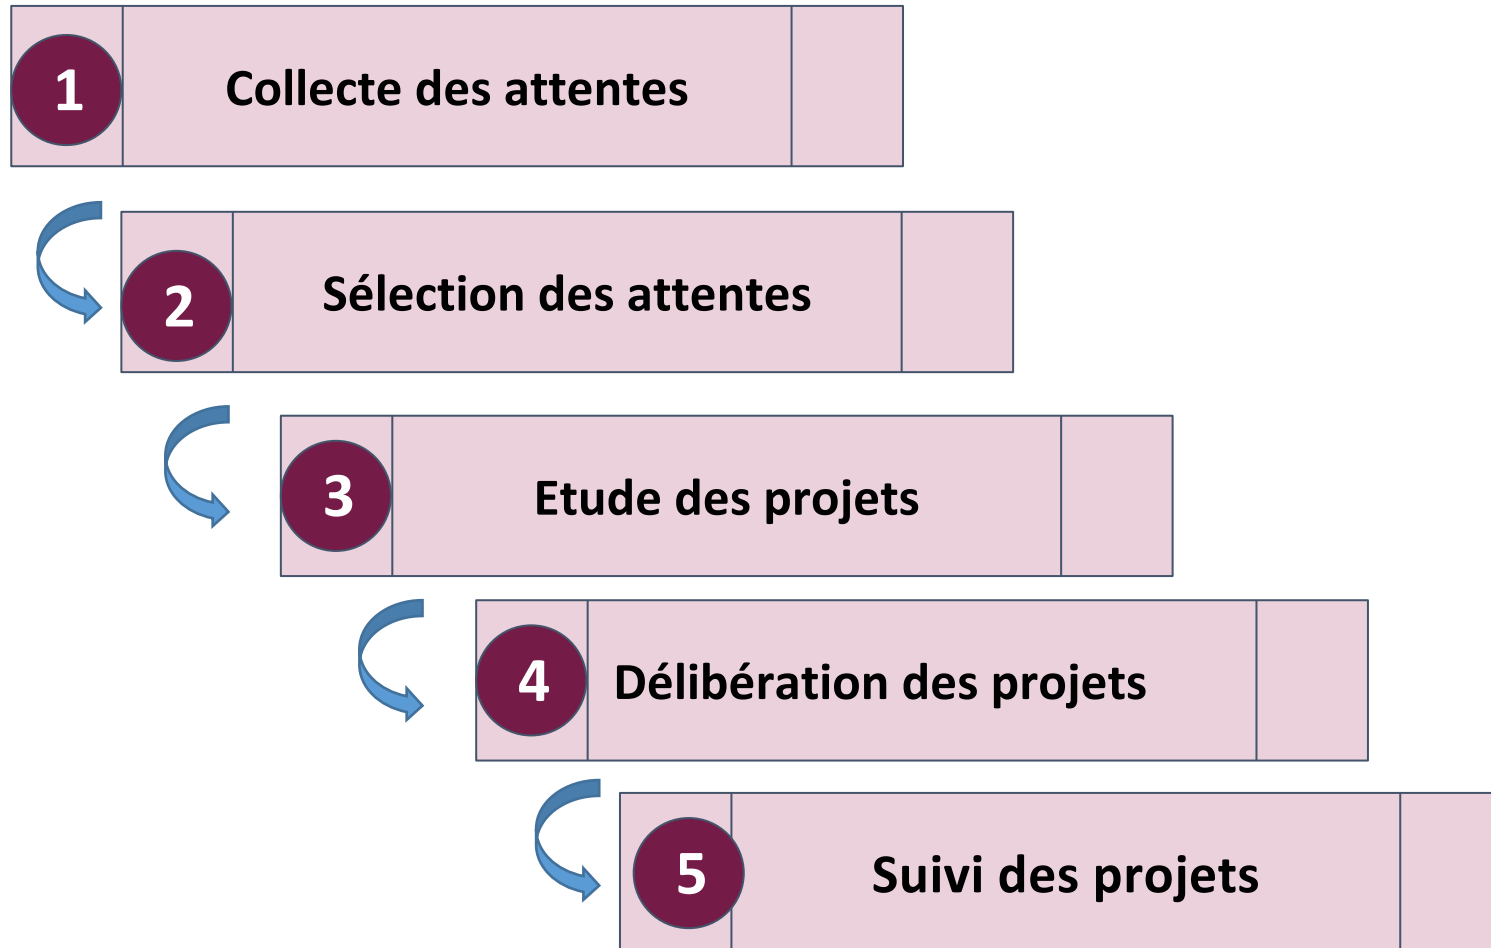 1
Collecte des attentes
2
Sélection des attentes
3
Etude des projets
4
Délibération des projets
5
Suivi des projets